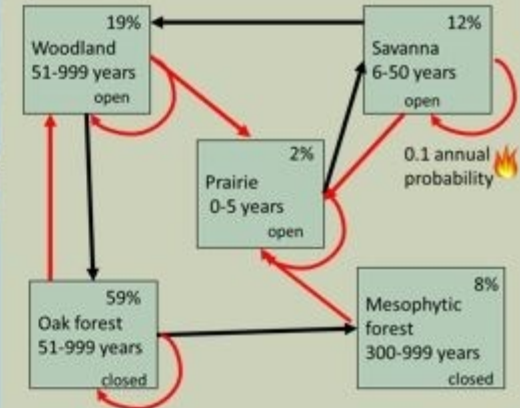 19%
Woodland
51-999 years
open
12%
Savanna
6-50 years
open
0.1 annual
probability
2%
Prairie
0-5 years
open
59%
Oak forest
51-999 years
closed
8%
Mesophytic
forest
300-999 years
closed